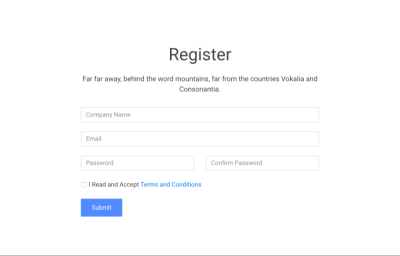 Register
Far far away, behind the word mountains, far from the countries Vokalia and
Consonantia.
Company Name
Email
Password
Confirm Password
I Read and Accept Terms and Conditions
Submit